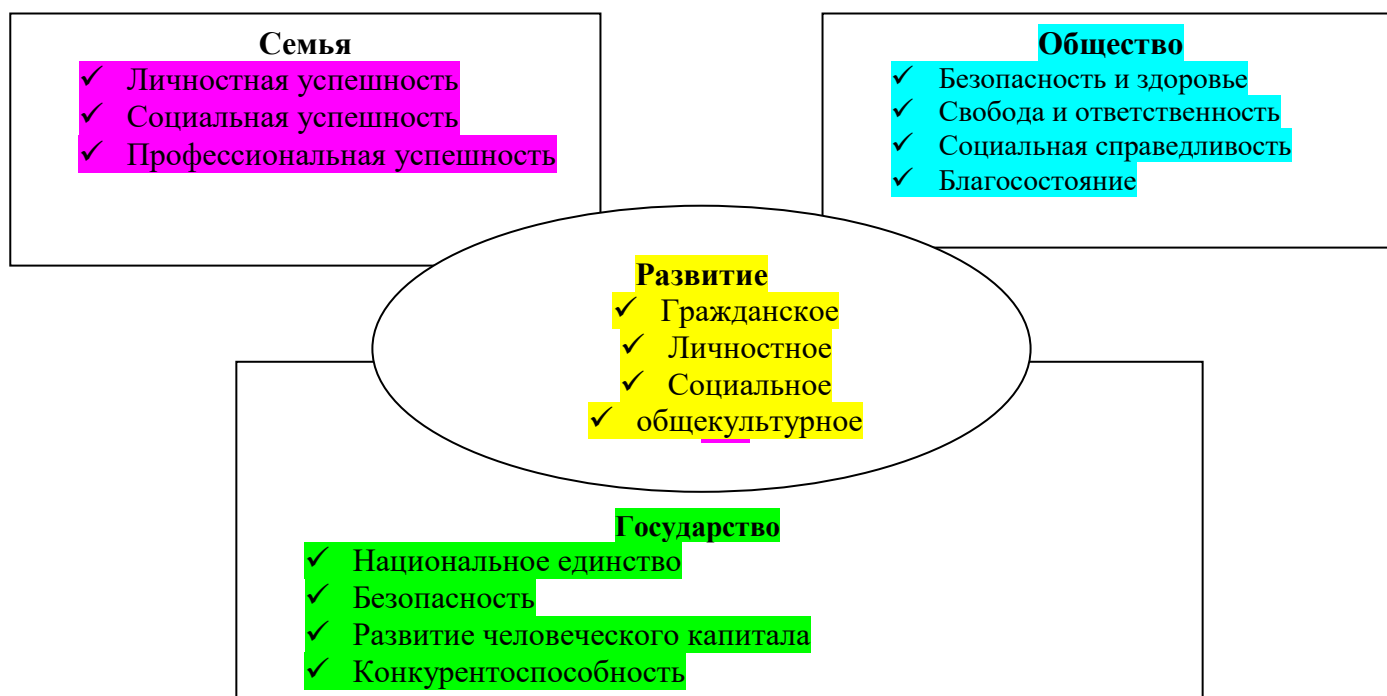 Семья
✓ Личностная успешность
✓ Социальная успешность
✓ Профессиональная успешность
Общество
✓ Безопасность и здоровье
✓ Свобода и ответственность
✓ Социальная справедливость
✓ Благосостояние
Развитие
✓ Гражданское
✓ Личностное
✓ Социальное
✓ общекультурное
Государство
✓ Национальное единство
✓ Безопасность
✓ Развитие человеческого капитала
✓ Конкурентоспособность